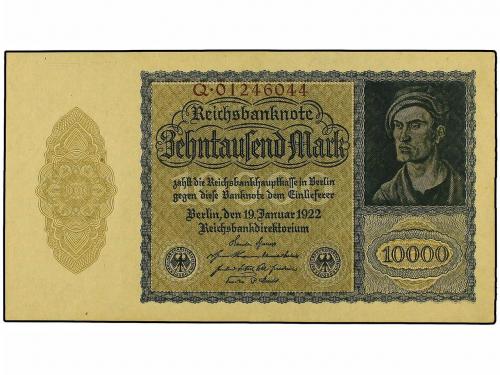 Q·01246044
Reichsbanknote
Zehntausend Mark
zahlt die Reichsbankhauptkasse in Berlin
gegen diese Banknote dem Einlieferer
Berlin, den 19. Januar 1922
Reichsbankdirektorium
10000